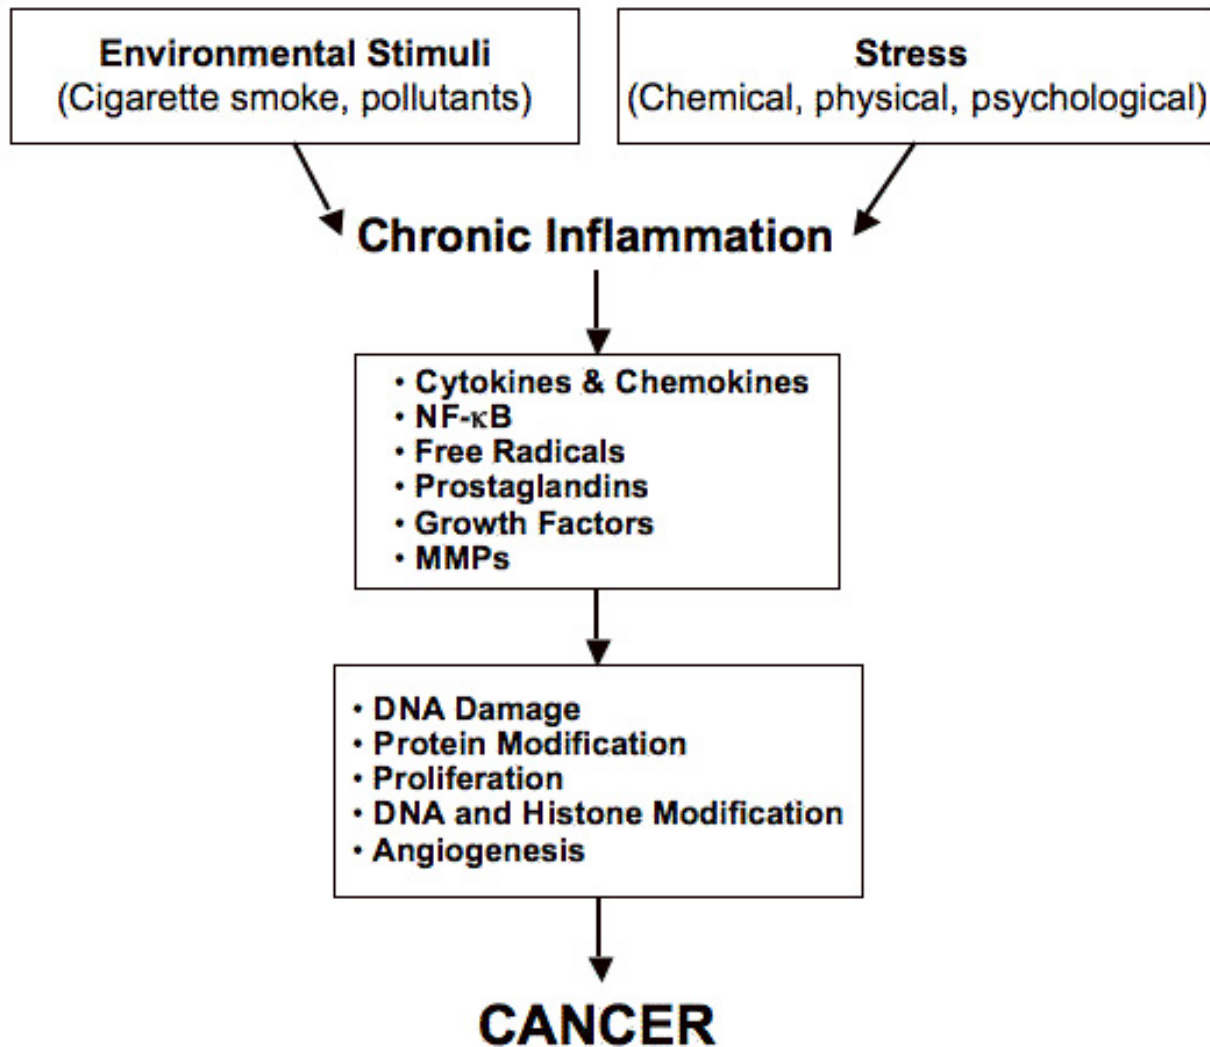 Environmental Stimuli
(Cigarette smoke, pollutants)
Stress
(Chemical, physical, psychological)
Chronic Inflammation
• Cytokines & Chemokines
• NF-κB
• Free Radicals
• Prostaglandins
• Growth Factors
• MMPs
• DNA Damage
• Protein Modification
• Proliferation
• DNA and Histone Modification
• Angiogenesis
CANCER